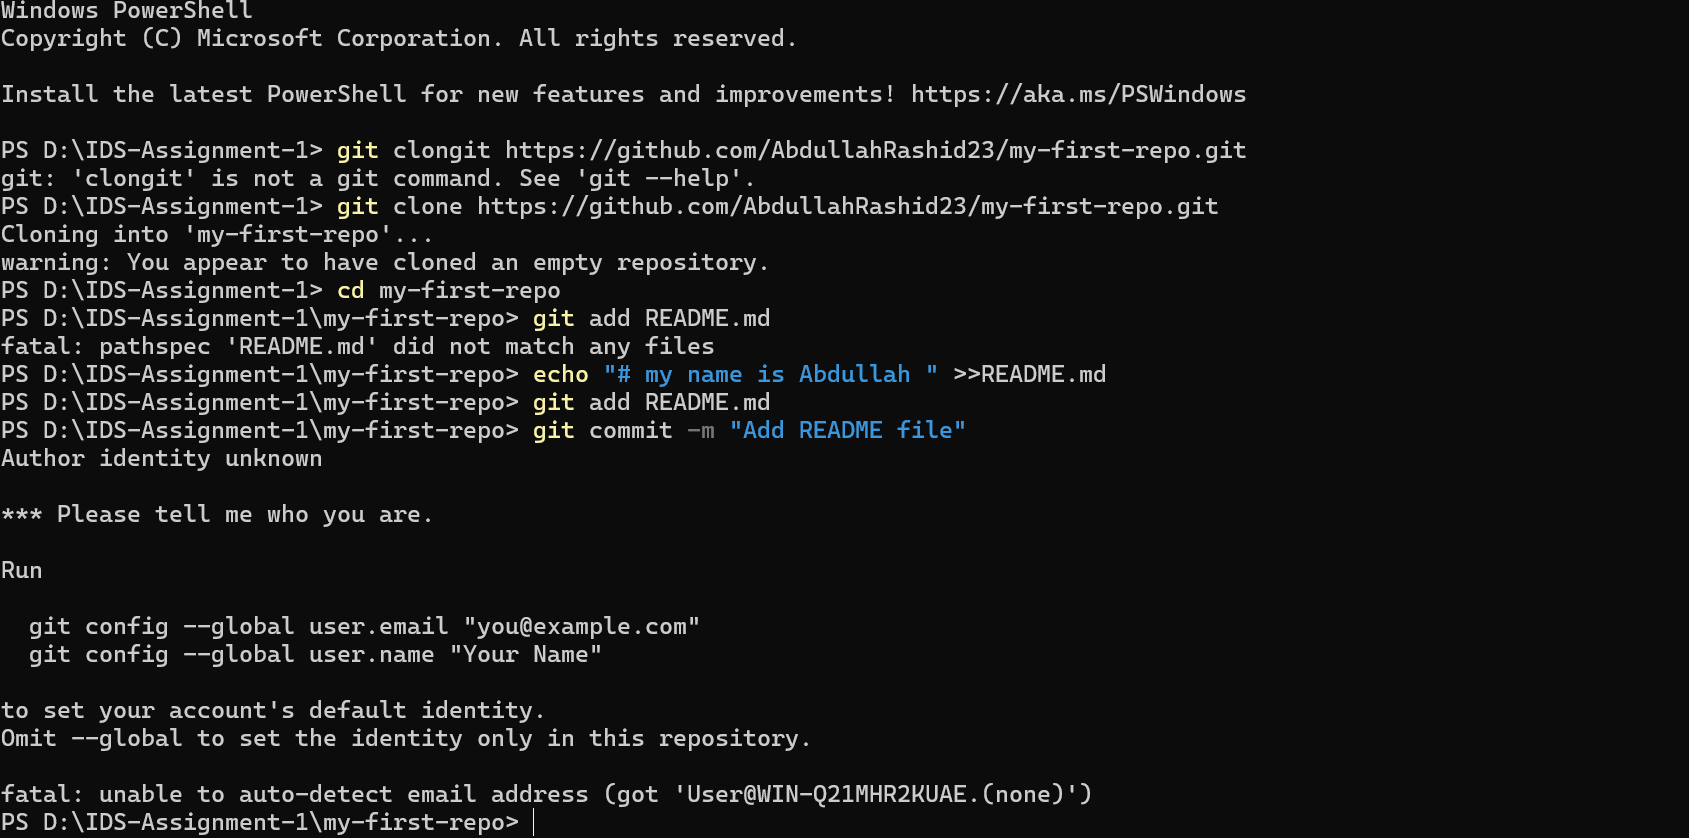 Windows PowerShell
Copyright (C) Microsoft Corporation. All rights reserved.
Install the latest PowerShell for new features and improvements! https://aka.ms/PSWindows
PS D:\IDS-Assignment-1> git clongit https://github.com/AbdullahRashid23/my-first-repo.git
git: 'clongit' is not a git command. See 'git --help'.
PS D:\IDS-Assignment-1> git clone https://github.com/AbdullahRashid23/my-first-repo.git
Cloning into 'my-first-repo'...
warning: You appear to have cloned an empty repository.
PS D:\IDS-Assignment-1> cd my-first-repo
PS D:\IDS-Assignment-1\my-first-repo> git add README.md
fatal: pathspec 'README.md' did not match any files
PS D:\IDS-Assignment-1\my-first-repo> echo "# my name is Abdullah " >>README.md
PS D:\IDS-Assignment-1\my-first-repo> git add README.md
PS D:\IDS-Assignment-1\my-first-repo> git commit -m "Add README file"
Author identity unknown
*** Please tell me who you are.
Run
  git config --global user.email "you@example.com"
  git config --global user.name "Your Name"
to set your account's default identity.
Omit --global to set the identity only in this repository.
fatal: unable to auto-detect email address (got 'User@WIN-Q21MHR2KUAE.(none)')
PS D:\IDS-Assignment-1\my-first-repo>